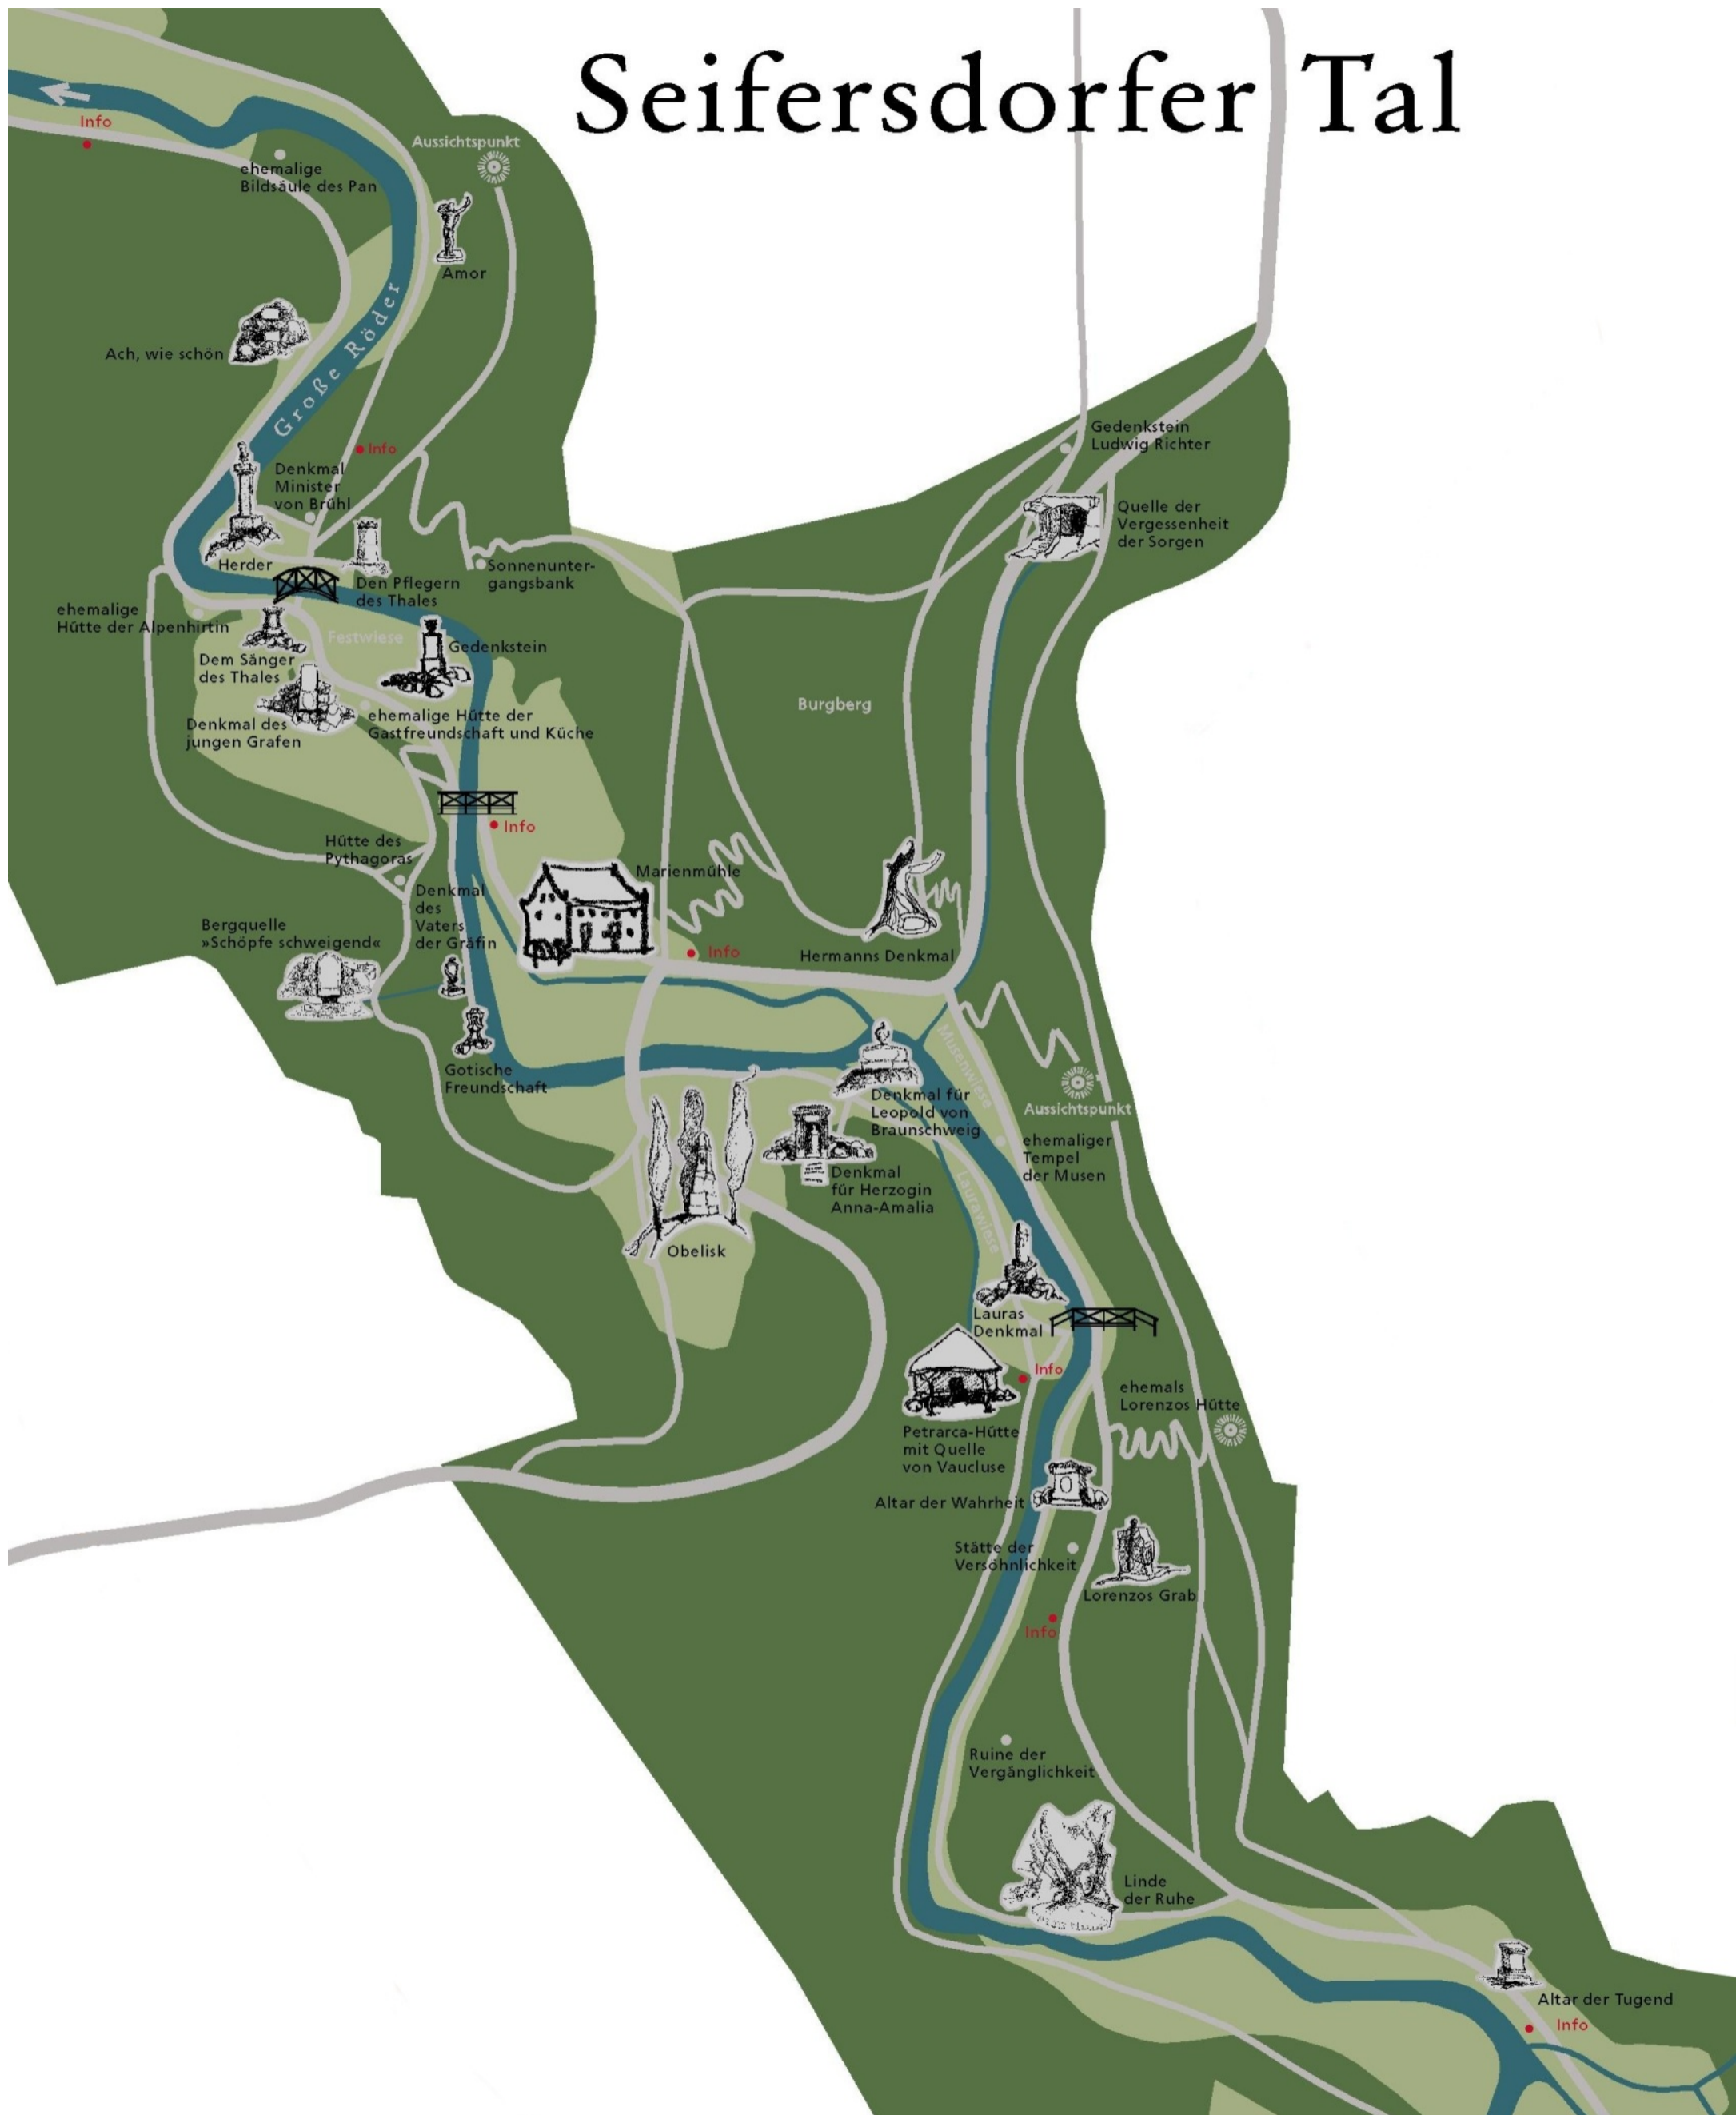 Seifersdorfer Tal
Info
ehemalige
Bildsäule des Pan
Aussichtspunkt
Amor
Ach, wie schön
Große Röder
Info
Denkmal
Minister
von Brühl
Herder
Den Pflegern
des Thales
Sonnenunter-
gangsbank
Gedenkstein
Ludwig Richter
Quelle der
Vergessenheit
der Sorgen
ehemalige
Hütte der Alpenhirtin
Festwiese
Gedenkstein
Dem Sänger
des Thales
Denkmal des
jungen Grafen
ehemalige Hütte der
Gastfreundschaft und Küche
Burgberg
Info
Hütte des
Pythagoras
Marienmühle
Denkmal
des
Vaters
der Gräfin
Bergquelle
»Schöpfe schweigend«
Info
Hermanns Denkmal
Musenwiese
Gotische
Freundschaft
Denkmal für
Leopold von
Braunschweig
Aussichtspunkt
ehemaliger
Tempel
der Musen
Denkmal
für Herzogin
Anna-Amalia
Laurawiese
Obelisk
Lauras
Denkmal
Info
ehemals
Lorenzos Hütte
Petrarca-Hütte
mit Quelle
von Vaucluse
Altar der Wahrheit
Stätte der
Versöhnlichkeit
Lorenzos Grab
Info
Ruine der
Vergänglichkeit
Linde
der Ruhe
Altar der Tugend
Info